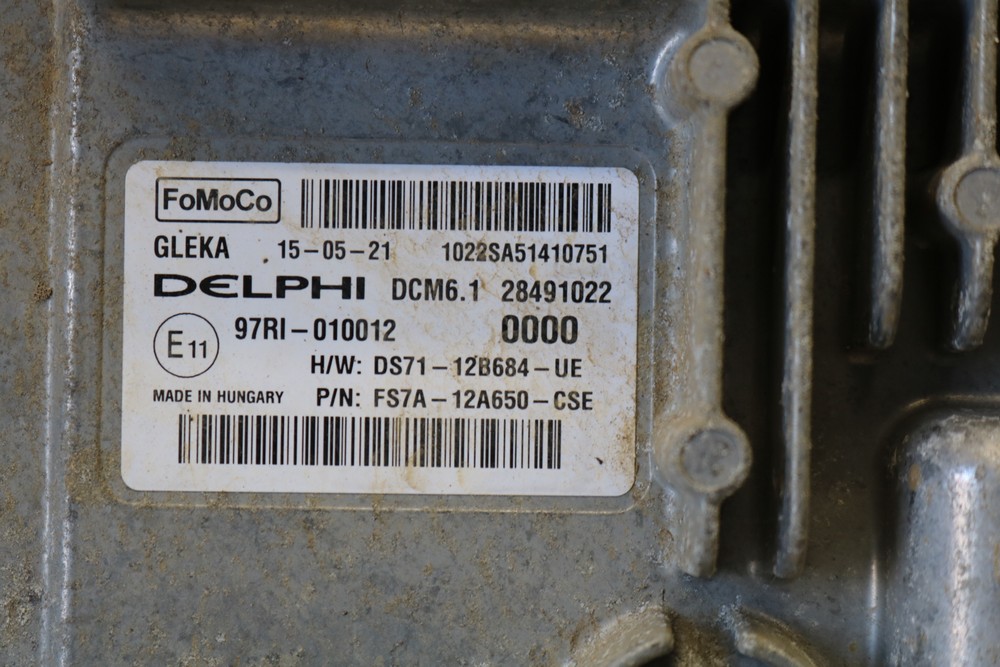 FoMoCo
GLEKA 15-05-21 1022SA51410751
DELPHI DCM6.1 28491022
E11 97RI-010012 0000
H/W: DS71-12B684-UE
MADE IN HUNGARY P/N: FS7A-12A650-CSE